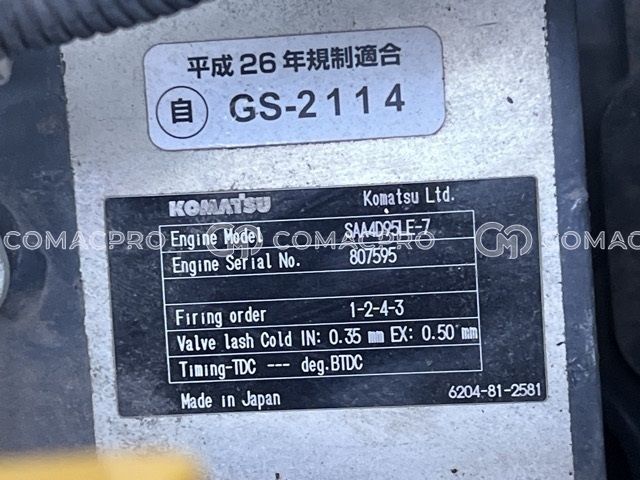 平成26年規制適合
自 GS-2114
KOMATSU Komatsu Ltd.
Engine Model SAA4D95LE-7
Engine Serial No. 807595
Firing order 1-2-4-3
Valve lash Cold IN: 0.35 mm EX: 0.50 mm
Timing-TDC --- deg.BTDC
Made in Japan 6204-81-2581
COMACPRO COMACPRO COMACPRO